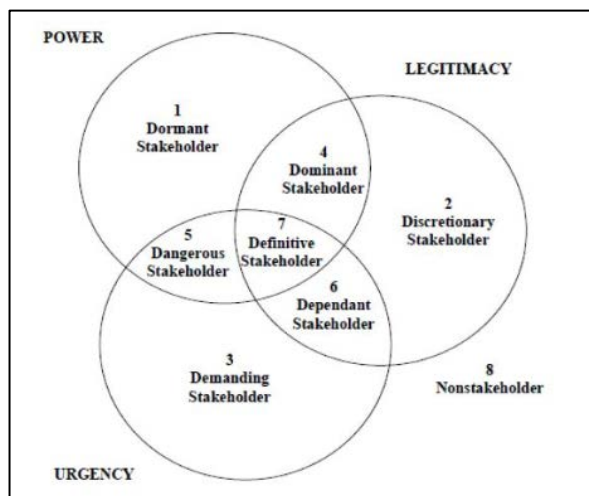 POWER
LEGITIMACY
1
Dormant
Stakeholder
4
Dominant
Stakeholder
2
Discretionary
Stakeholder
5
Dangerous
Stakeholder
7
Definitive
Stakeholder
6
Dependant
Stakeholder
3
Demanding
Stakeholder
8
Nonstakeholder
URGENCY